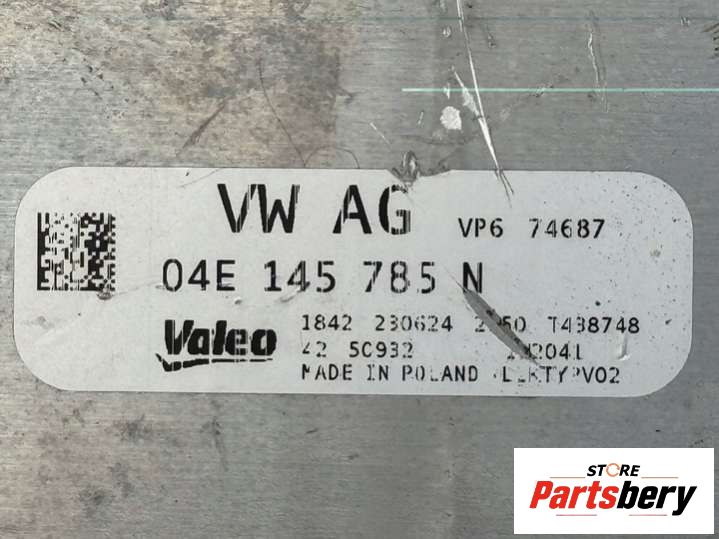 VW AG VP6 74687
04E 145 785 N
Valeo
1842 230624 T438748
42 5C932
MADE IN POLAND
STORE
Partsbery